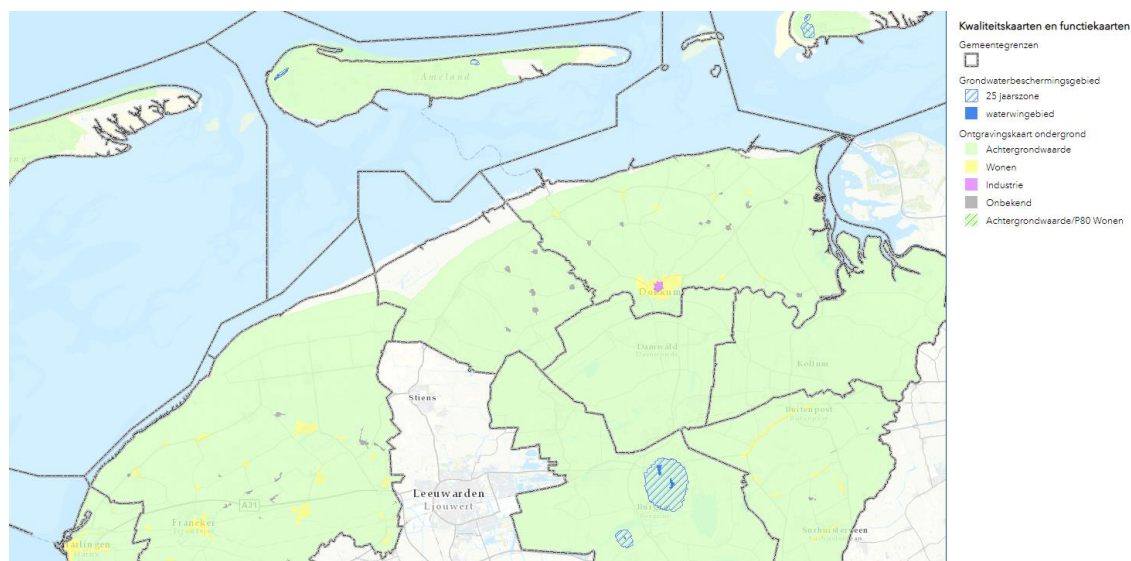 Kwaliteitskaarten en functiekaarten
Gemeentegrenzen
Grondwaterbeschermingsgebied
25 jaarszone
waterwingebied
Ontgravingskaart ondergrond
Achtergrondwaarde
Wonen
Industrie
Onbekend
Achtergrondwaarde/P80 Wonen
Ameland
Dokkum
Damwâld
Kollum
Stiens
Buitenpost
Leeuwarden
Ljouwert
A31
Franeker
Surhuisterveen